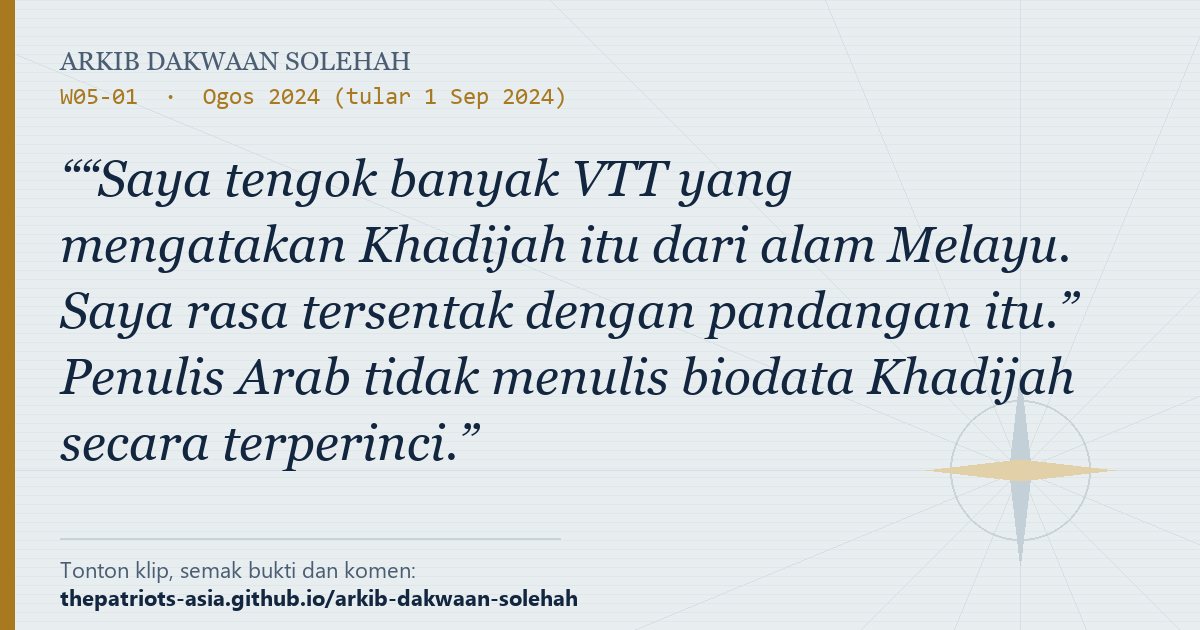 ARKIB DAKWAAN SOLEHAH
W05-01 · Ogos 2024 (tular 1 Sep 2024)
““Saya tengok banyak VTT yang
mengatakan Khadijah itu dari alam Melayu.
Saya rasa tersentak dengan pandangan itu.”
Penulis Arab tidak menulis biodata Khadijah
secara terperinci.”
Tonton klip, semak bukti dan komen:
thepatriots-asia.github.io/arkib-dakwaan-solehah